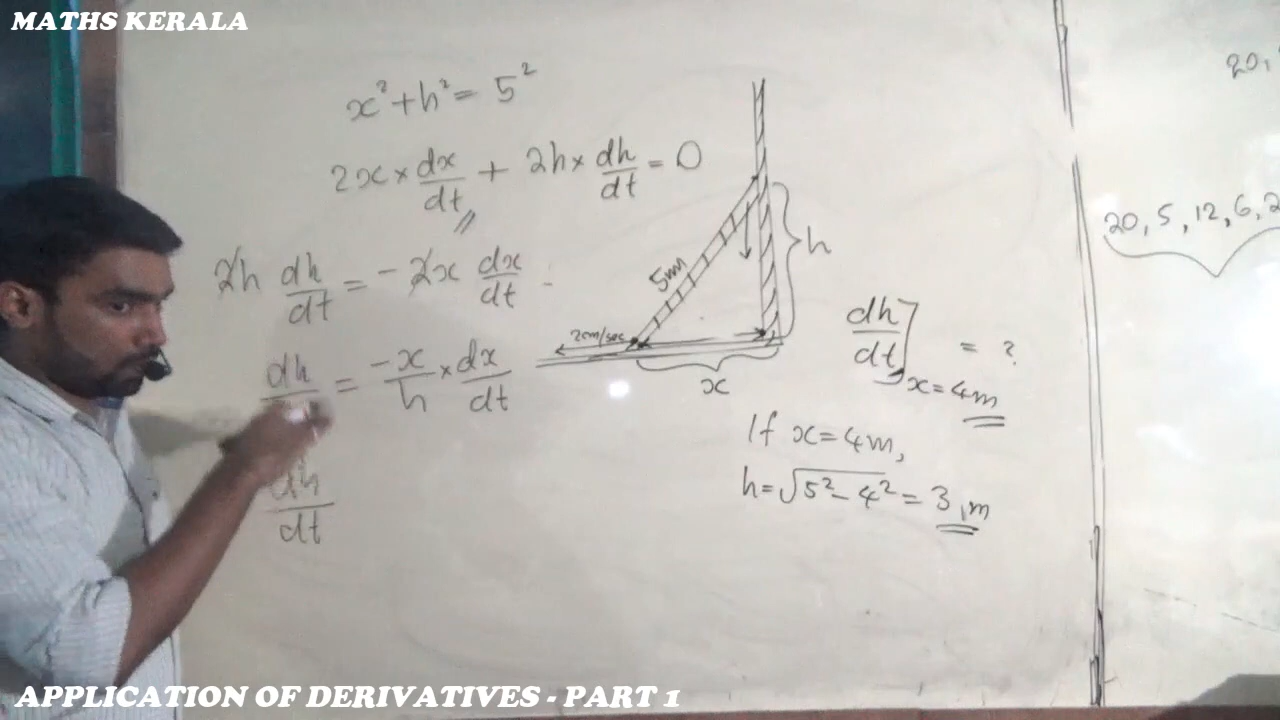 MATHS KERALA
x² + h² = 5²
2x × dx/dt + 2h × dh/dt = 0
2h dh/dt = - 2x dx/dt
dh = -x/h × dx/dt
dh/dt
5m
h
2cm/sec
x
dh/dt]x=4m = ?
If x=4m,
h=√5²-4² = 3m
20,
20, 5, 12, 6, 2
APPLICATION OF DERIVATIVES - PART 1